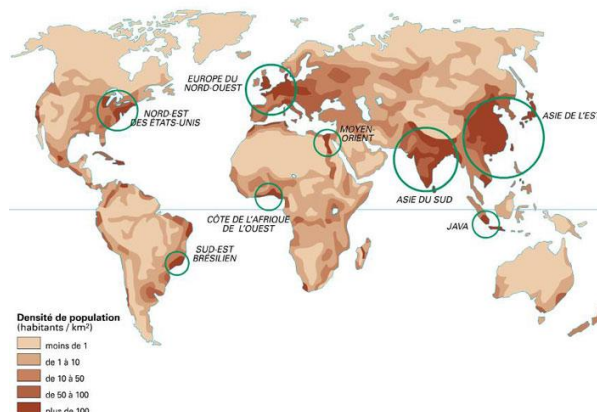 EUROPE DU
NORD-OUEST
NORD-EST
DES ÉTATS-UNIS
MOYEN-
ORIENT
ASIE DE L'EST
ASIE DU SUD
CÔTE DE L'AFRIQUE
DE L'OUEST
JAVA
SUD-EST
BRÉSILIEN
Densité de population
(habitants / km²)
moins de 1
de 1 à 10
de 10 à 50
de 50 à 100
plus de 100